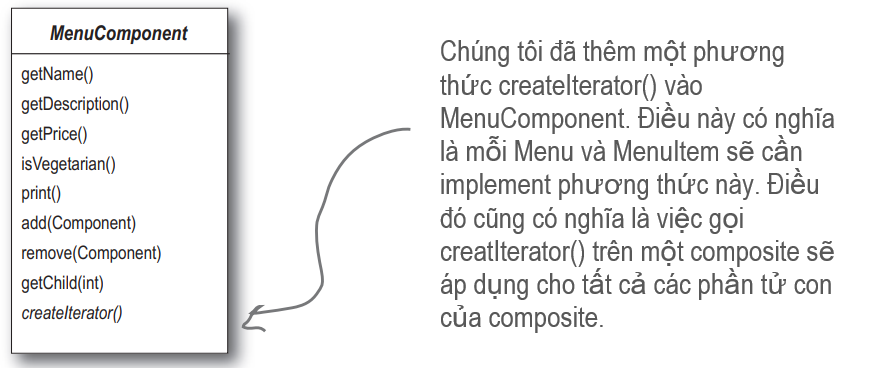 MenuComponent
getName()
getDescription()
getPrice()
isVegetarian()
print()
add(Component)
remove(Component)
getChild(int)
createIterator()
Chúng tôi đã thêm một phương
thức createIterator() vào
MenuComponent. Điều này có nghĩa
là mỗi Menu và MenuItem sẽ cần
implement phương thức này. Điều
đó cũng có nghĩa là việc gọi
creatIterator() trên một composite sẽ
áp dụng cho tất cả các phần tử con
của composite.